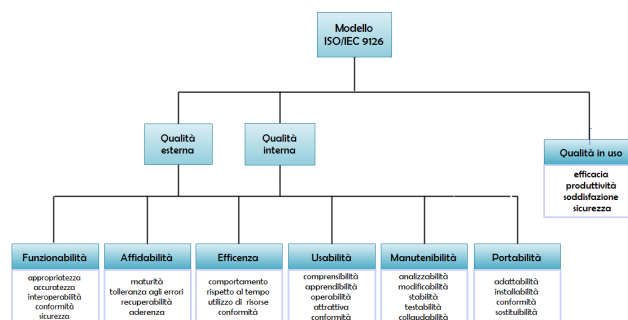 Modello
ISO/IEC 9126
Qualità
esterna
Qualità
interna
Qualità in uso
efficacia
produttività
soddisfazione
sicurezza
Funzionabilità
appropriatezza
accuratezza
interoperabilità
conformità
sicurezza
Affidabilità
maturità
tolleranza agli errori
recuperabilità
aderenza
Efficenza
comportamento
rispetto al tempo
utilizzo di risorse
conformità
Usabilità
comprensibilità
apprendibilità
operabilità
attrattiva
conformità
Manutenibilità
analizzabilità
modificabilità
stabilità
testabilità
collaudabilità
Portabilità
adattabilità
installabilità
conformità
sostituibilità